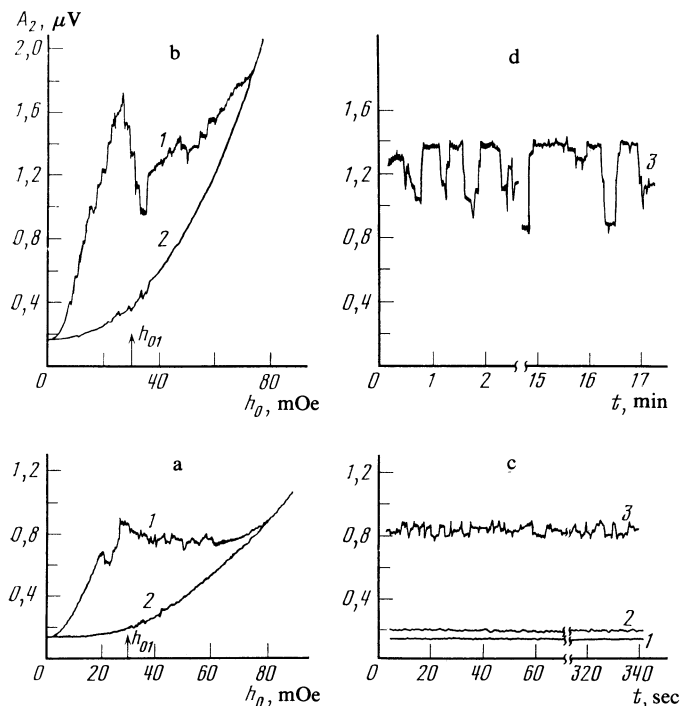 A₂, μV
2,0
b
1,6
1
1,2
0,8
2
0,4
h₀₁
0 40 80
h₀, mOe
d
1,6
3
1,2
0,8
0,4
0 1 2 15 16 17
t, min
1,2
a
1
0,8
0,4
2
h₀₁
0 20 40 60 80
h₀, mOe
1,2
c
3
0,8
0,4
2
1
0 20 40 60 320 340
t, sec